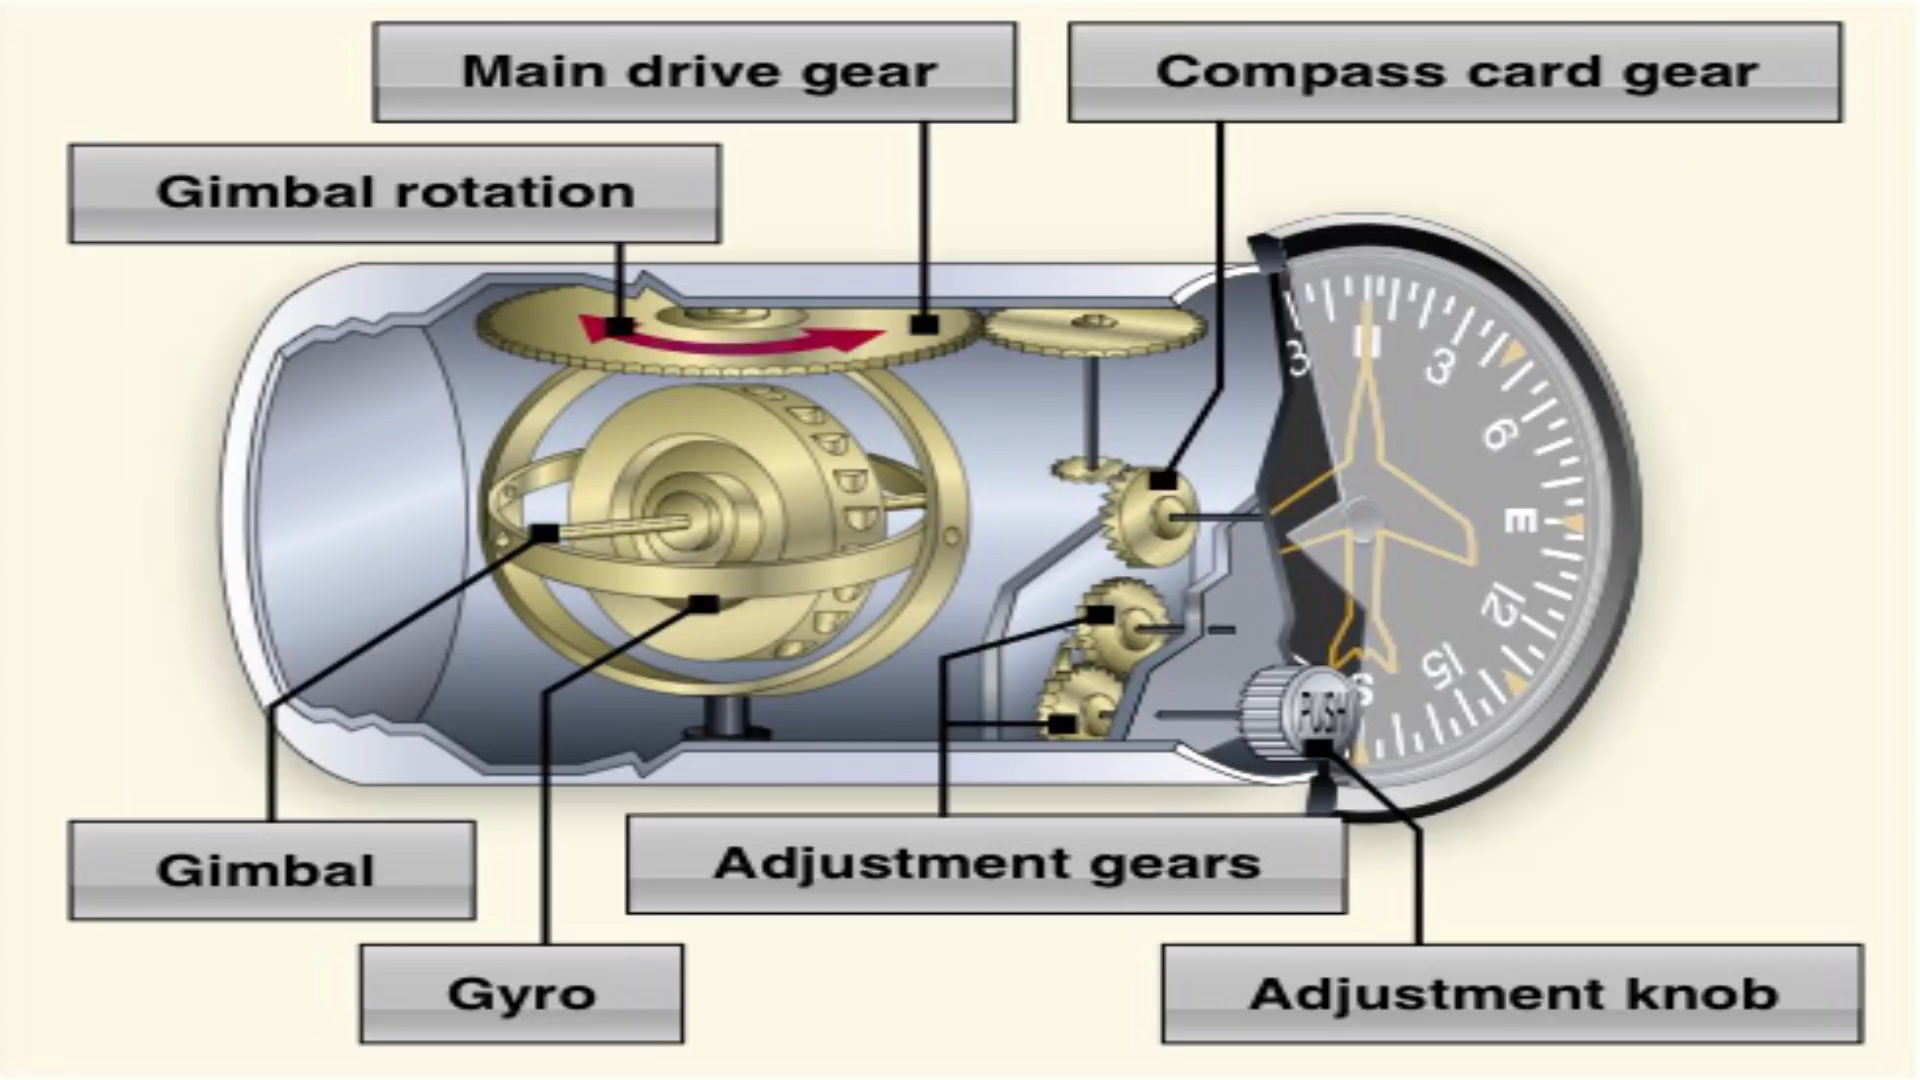 Main drive gear
Compass card gear
Gimbal rotation
3
N
3
6
E
12
15
S
PUSH
Gimbal
Adjustment gears
Gyro
Adjustment knob